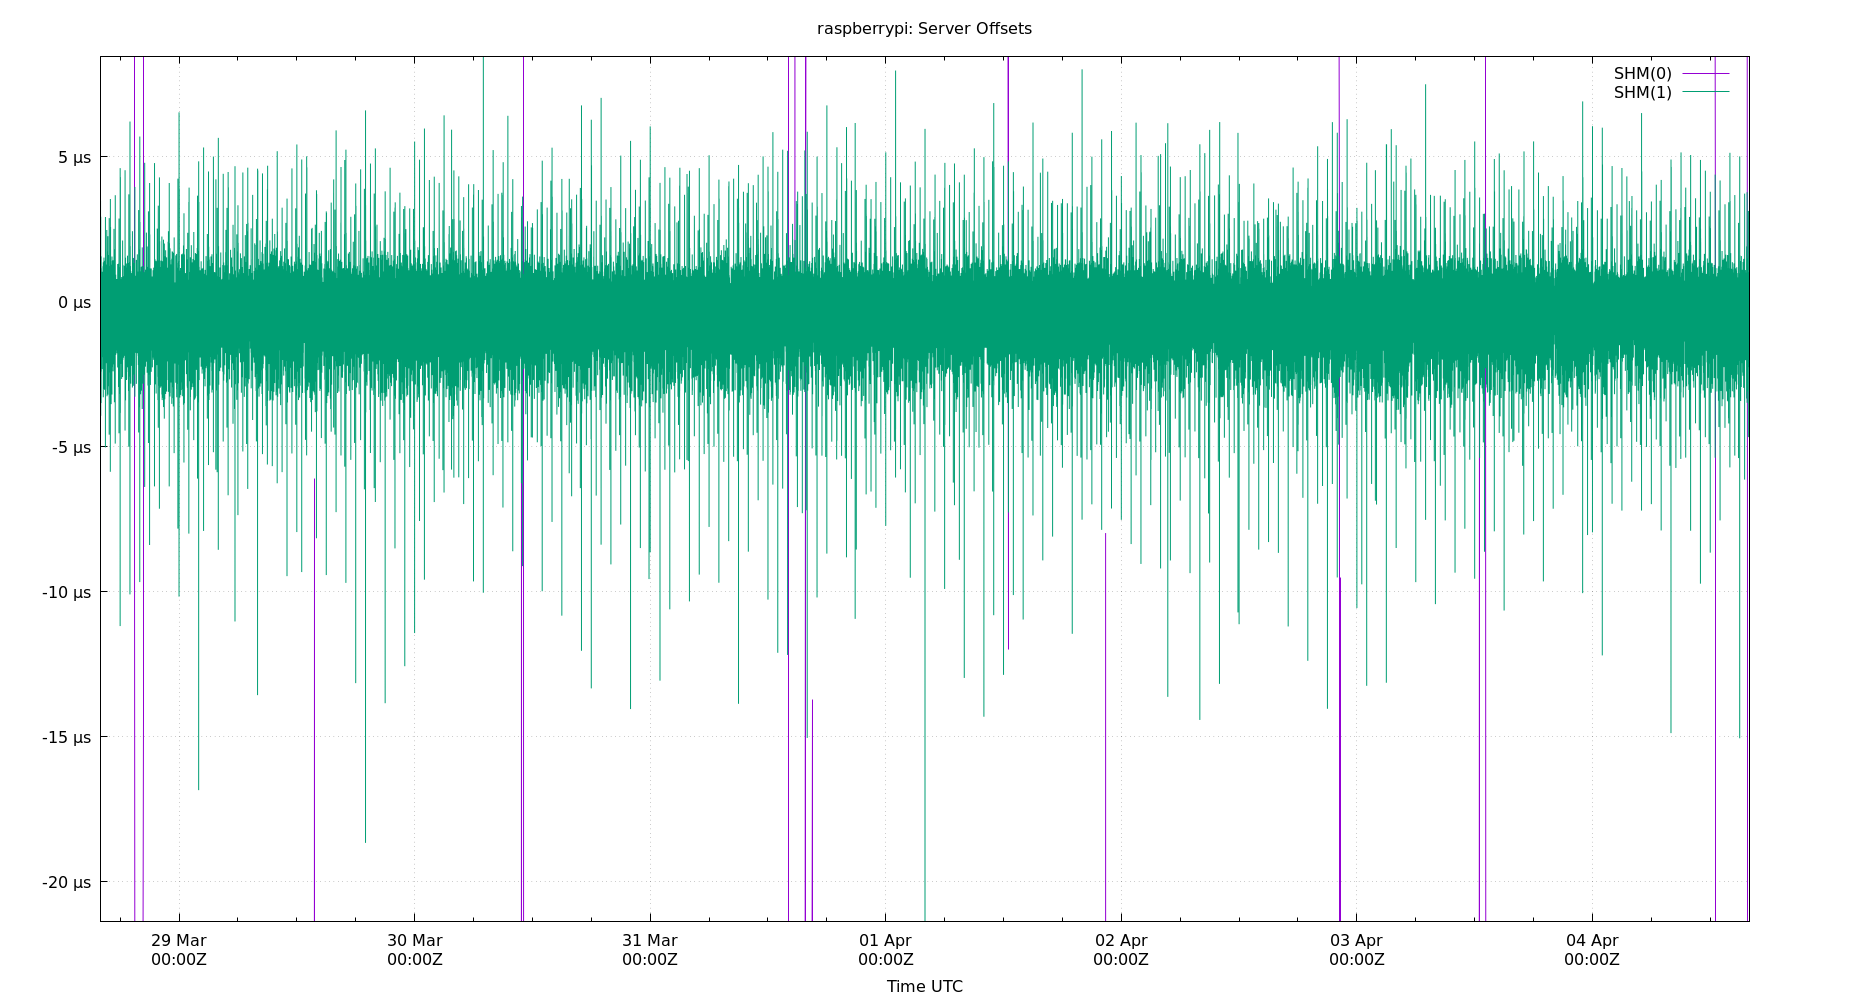 raspberrypi: Server Offsets
SHM(0)
SHM(1)
5 µs
0 µs
-5 µs
-10 µs
-15 µs
-20 µs
29 Mar 30 Mar 31 Mar 01 Apr 02 Apr 03 Apr 04 Apr
00:00Z 00:00Z 00:00Z 00:00Z 00:00Z 00:00Z 00:00Z
Time UTC